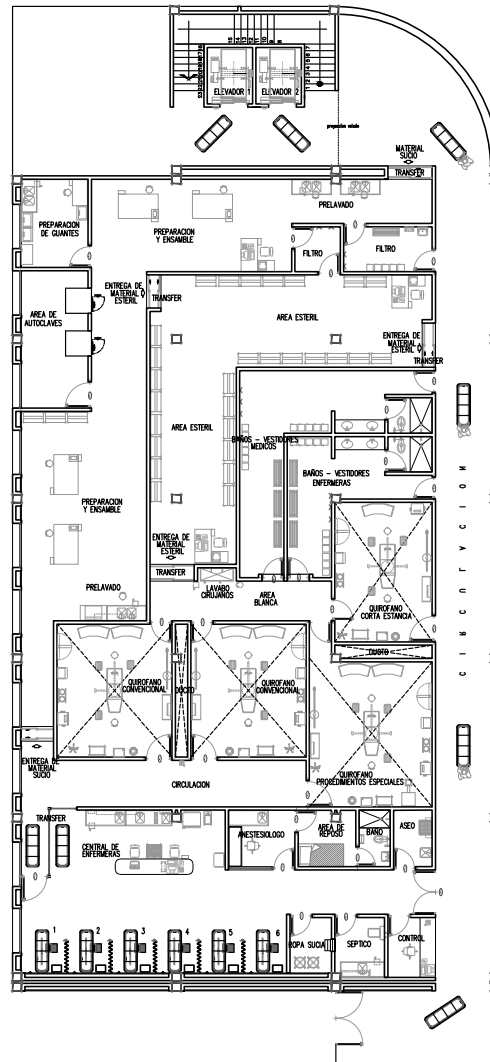 ELEVADOR 1
ELEVADOR 2
MATERIAL
SUCIO
TRANSFER
PREPARACION
DE GUANTES
PREPARACION
Y ENSAMBLE
PRELAVADO
FILTRO
FILTRO
AREA DE
AUTOCLAVES
ENTREGA DE
MATERIAL
ESTERIL
TRANSFER
AREA ESTERIL
ENTREGA DE
MATERIAL
ESTERIL
TRANSFER
AREA ESTERIL
BAÑOS - VESTIDORES
MEDICOS
BAÑOS - VESTIDORES
ENFERMERAS
CIRCULACION
PREPARACION
Y ENSAMBLE
ENTREGA DE
MATERIAL
ESTERIL
TRANSFER
LAVABO
CIRUJANOS
AREA
BLANCA
PRELAVADO
QUIROFANO
CORTA ESTANCIA
DUCTO
QUIROFANO
CONVENCIONAL
DUCTO
QUIROFANO
CONVENCIONAL
QUIROFANO
PROCEDIMIENTOS ESPECIALES
ENTREGA DE
MATERIAL
SUCIO
CIRCULACION
TRANSFER
CENTRAL DE
ENFERMERAS
ANESTESIOLOGO
AREA DE
REPOSO
BAÑO
ASEO
1
2
3
4
5
6
ROPA SUCIA
SEPTICO
CONTROL